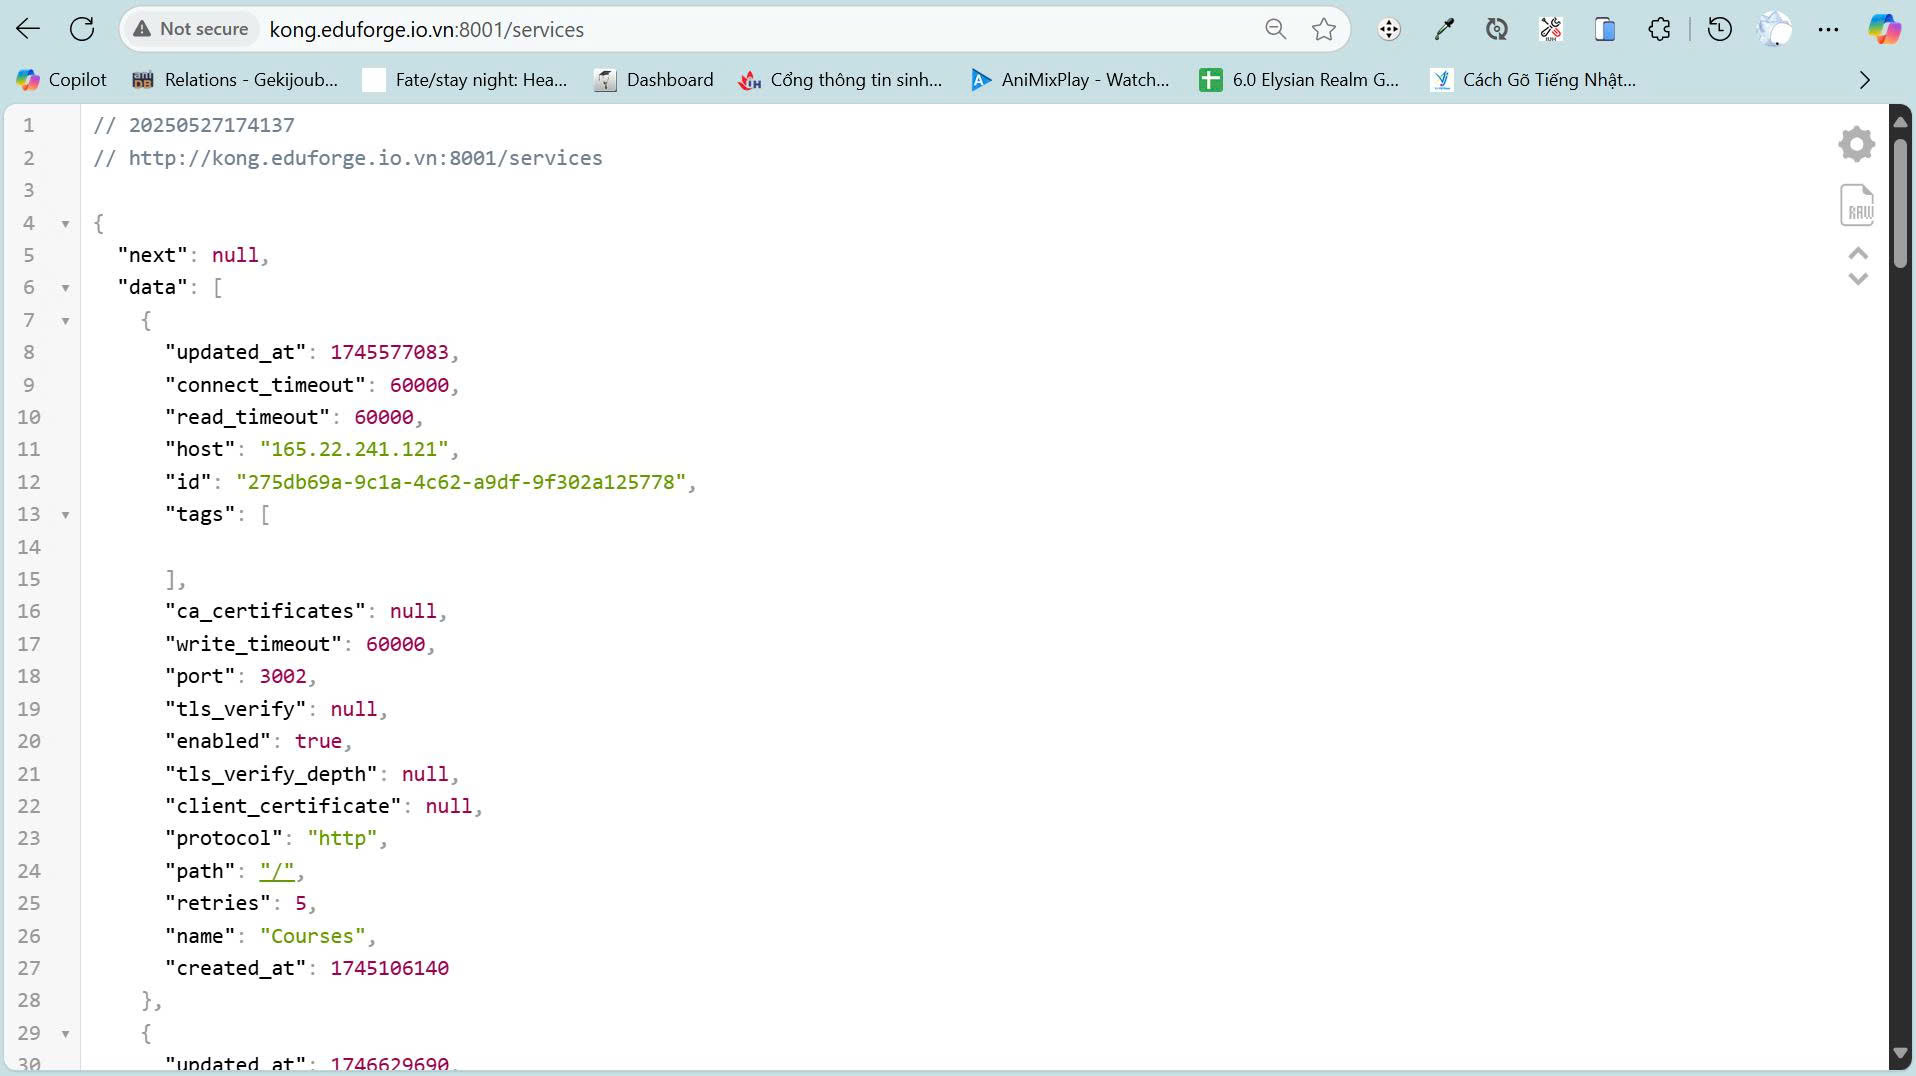 Not secure kong.eduforge.io.vn:8001/services
Copilot Relations - Gekijoub... Fate/stay night: Hea... Dashboard Cổng thông tin sinh... AniMixPlay - Watch... 6.0 Elysian Realm G... Cách Gõ Tiếng Nhật...
1 // 20250527174137
2 // http://kong.eduforge.io.vn:8001/services
3
4 {
5 "next": null,
6 "data": [
7 {
8 "updated_at": 1745577083,
9 "connect_timeout": 60000,
10 "read_timeout": 60000,
11 "host": "165.22.241.121",
12 "id": "275db69a-9c1a-4c62-a9df-9f302a125778",
13 "tags": [
14
15 ],
16 "ca_certificates": null,
17 "write_timeout": 60000,
18 "port": 3002,
19 "tls_verify": null,
20 "enabled": true,
21 "tls_verify_depth": null,
22 "client_certificate": null,
23 "protocol": "http",
24 "path": "/",
25 "retries": 5,
26 "name": "Courses",
27 "created_at": 1745106140
28 },
29 {
30 "updated_at": 1746629690,
RAW